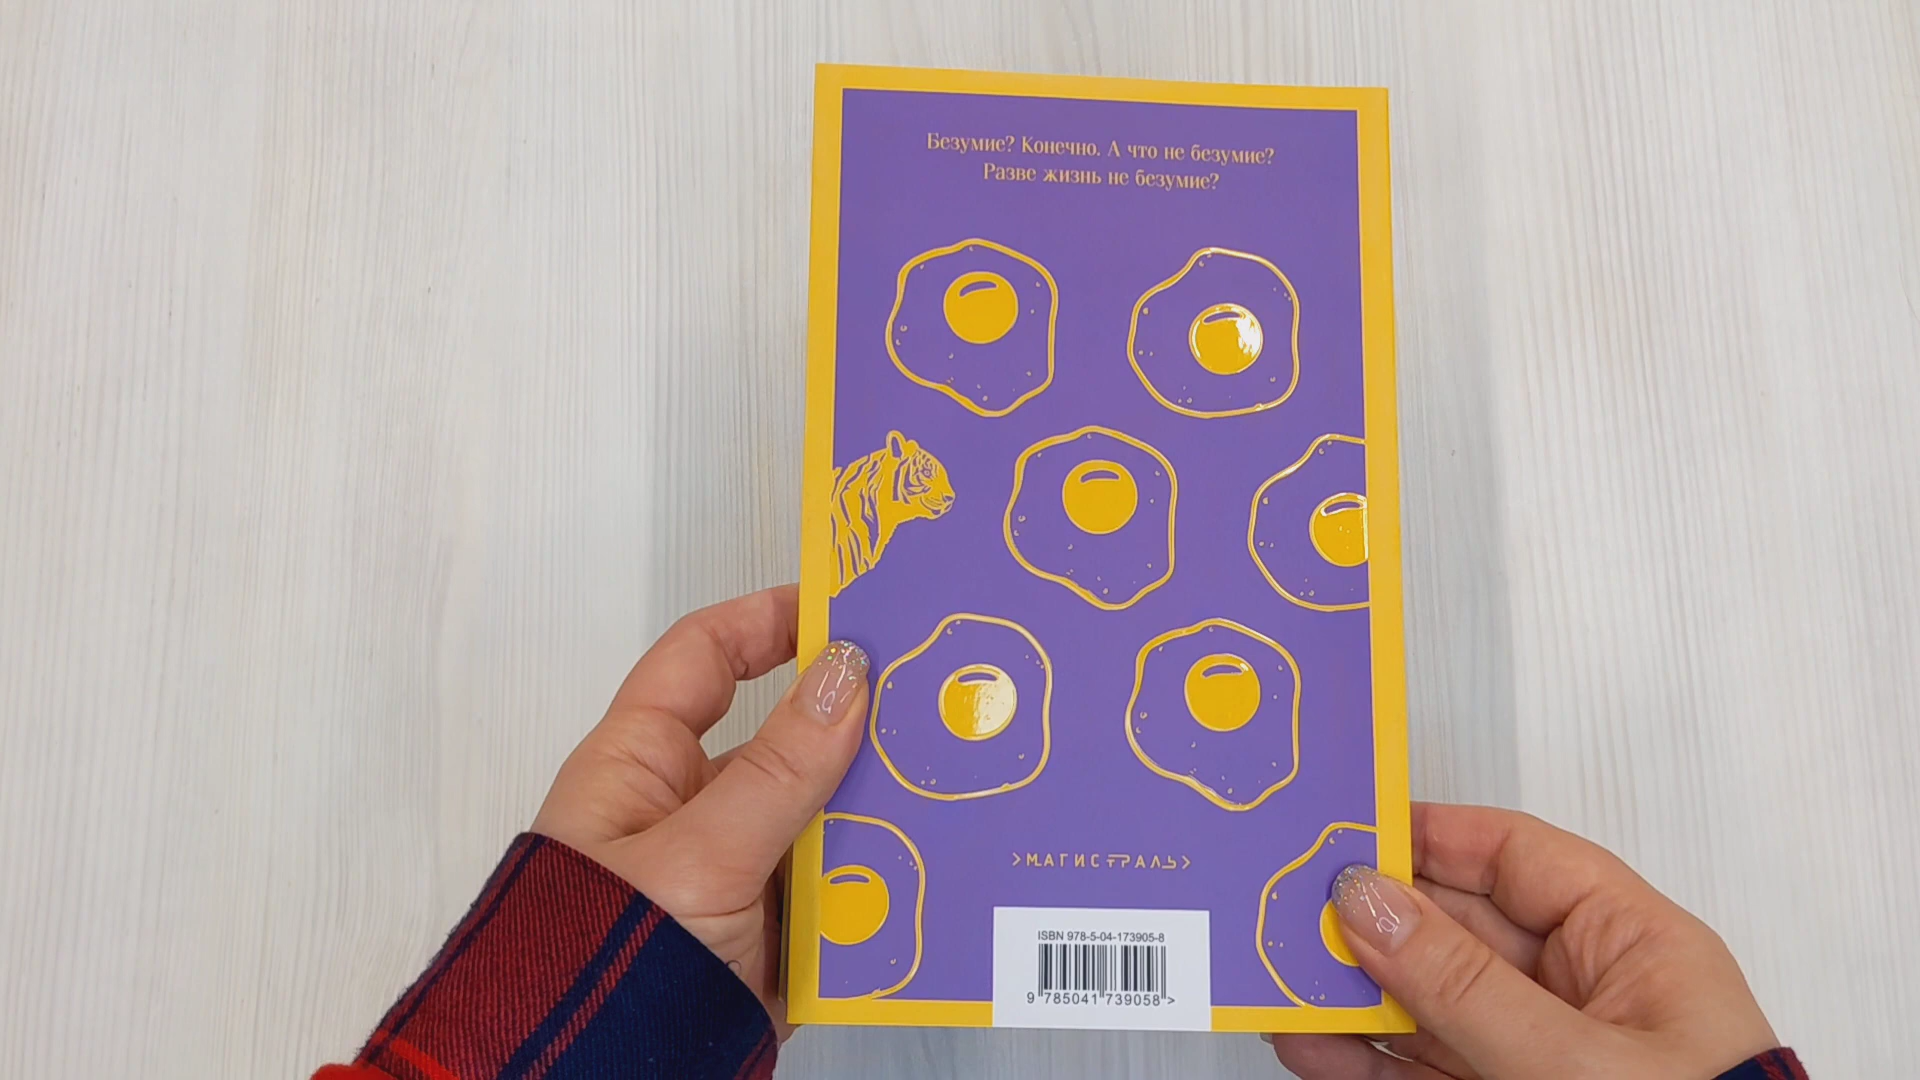 Безумие? Конечно. А что не безумие?
Разве жизнь не безумие?
>МАГИСТРАЛЬ>
ISBN 978-5-04-173905-8
9 785041 739058 >